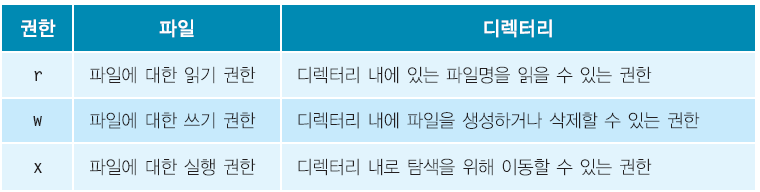 권한 파일 디렉터리
r 파일에 대한 읽기 권한 디렉터리 내에 있는 파일명을 읽을 수 있는 권한
w 파일에 대한 쓰기 권한 디렉터리 내에 파일을 생성하거나 삭제할 수 있는 권한
x 파일에 대한 실행 권한 디렉터리 내로 탐색을 위해 이동할 수 있는 권한